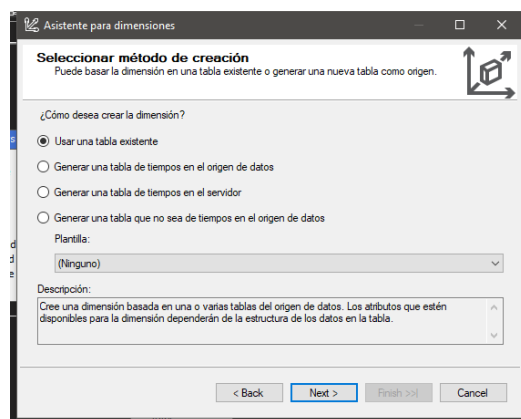 Asistente para dimensiones
Seleccionar método de creación
Puede basar la dimensión en una tabla existente o generar una nueva tabla como origen.
¿Cómo desea crear la dimensión?
Usar una tabla existente
Generar una tabla de tiempos en el origen de datos
Generar una tabla de tiempos en el servidor
Generar una tabla que no sea de tiempos en el origen de datos
Plantilla:
(Ninguno)
Descripción:
Cree una dimensión basada en una o varias tablas del origen de datos. Los atributos que estén
disponibles para la dimensión dependerán de la estructura de los datos en la tabla.
< Back
Next >
Finish >>|
Cancel